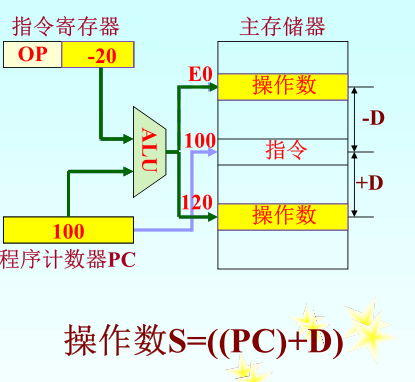 指令寄存器
主存储器
OP
-20
E0
操作数
-D
ALU
100
指令
+D
120
操作数
100
程序计数器PC
操作数S=((PC)+D)